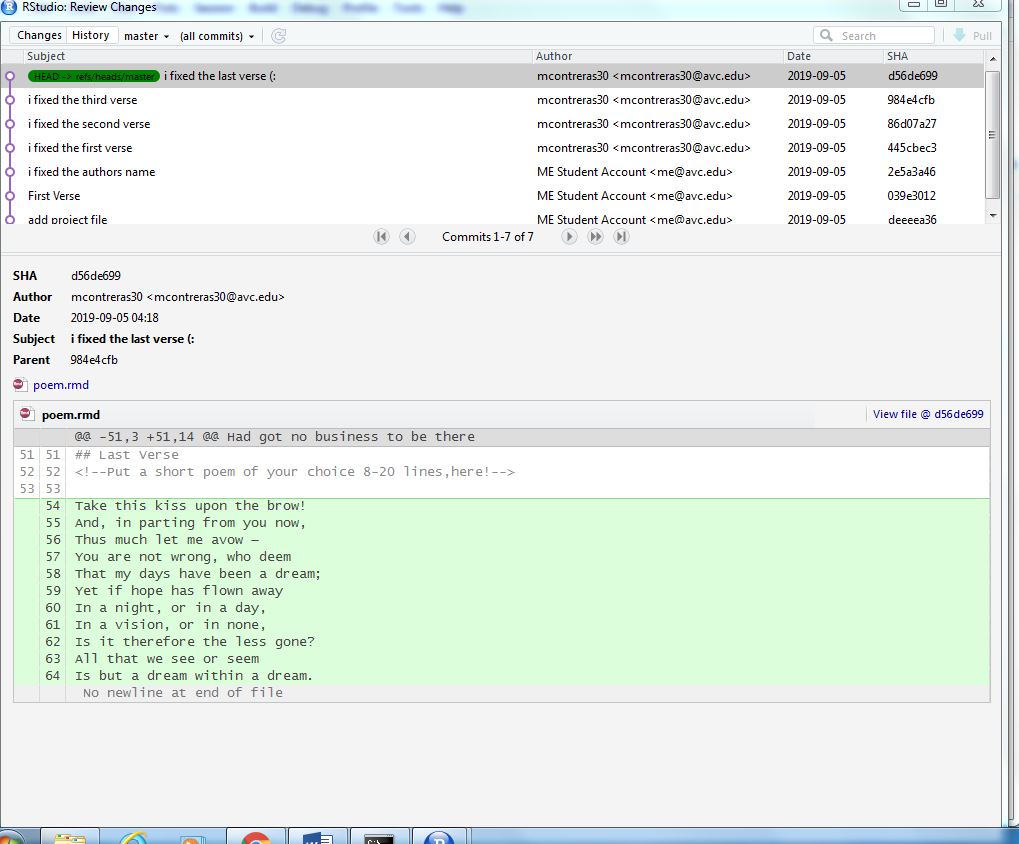 RStudio: Review Changes
Session Build Debug Profile Tools Help
Changes History master (all commits) Search Pull
Subject Author Date SHA
HEAD -> refs/heads/master i fixed the last verse (: mcontreras30 <mcontreras30@avc.edu> 2019-09-05 d56de699
i fixed the third verse mcontreras30 <mcontreras30@avc.edu> 2019-09-05 984e4cfb
i fixed the second verse mcontreras30 <mcontreras30@avc.edu> 2019-09-05 86d07a27
i fixed the first verse mcontreras30 <mcontreras30@avc.edu> 2019-09-05 445cbec3
i fixed the authors name ME Student Account <me@avc.edu> 2019-09-05 2e5a3a46
First Verse ME Student Account <me@avc.edu> 2019-09-05 039e3012
add project file ME Student Account <me@avc.edu> 2019-09-05 deeeea36
Commits 1-7 of 7
SHA d56de699
Author mcontreras30 <mcontreras30@avc.edu>
Date 2019-09-05 04:18
Subject i fixed the last verse (:
Parent 984e4cfb
poem.rmd
poem.rmd View file @ d56de699
@@ -51,3 +51,14 @@ Had got no business to be there
51 51 ## Last Verse
52 52 <!--Put a short poem of your choice 8-20 lines,here!-->
53 53
54 Take this kiss upon the brow!
55 And, in parting from you now,
56 Thus much let me avow —
57 You are not wrong, who deem
58 That my days have been a dream;
59 Yet if hope has flown away
60 In a night, or in a day,
61 In a vision, or in none,
62 Is it therefore the less gone?
63 All that we see or seem
64 Is but a dream within a dream.
No newline at end of file